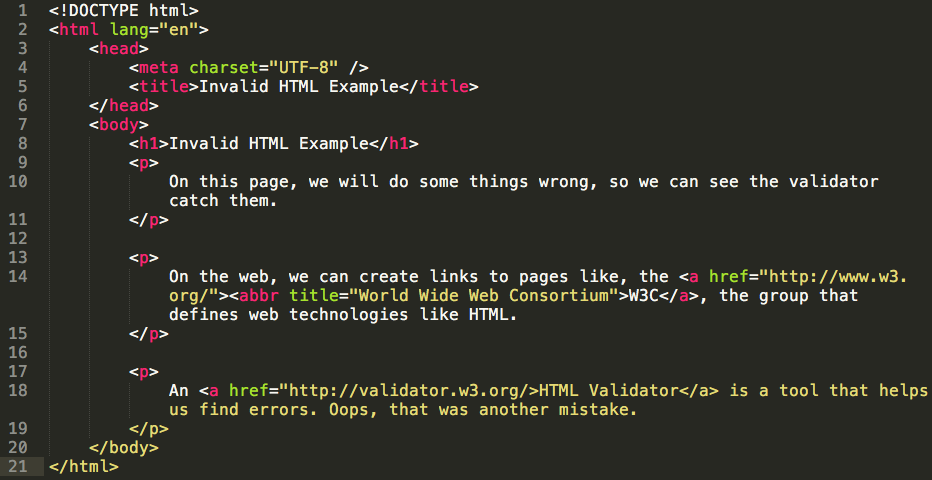 1 <!DOCTYPE html>
2 <html lang="en">
3 <head>
4 <meta charset="UTF-8" />
5 <title>Invalid HTML Example</title>
6 </head>
7 <body>
8 <h1>Invalid HTML Example</h1>
9 <p>
10 On this page, we will do some things wrong, so we can see the validator
catch them.
11 </p>
12
13 <p>
14 On the web, we can create links to pages like, the <a href="http://www.w3.
org/"><abbr title="World Wide Web Consortium">W3C</a>, the group that
defines web technologies like HTML.
15 </p>
16
17 <p>
18 An <a href="http://validator.w3.org/>HTML Validator</a> is a tool that helps
us find errors. Oops, that was another mistake.
19 </p>
20 </body>
21 </html>